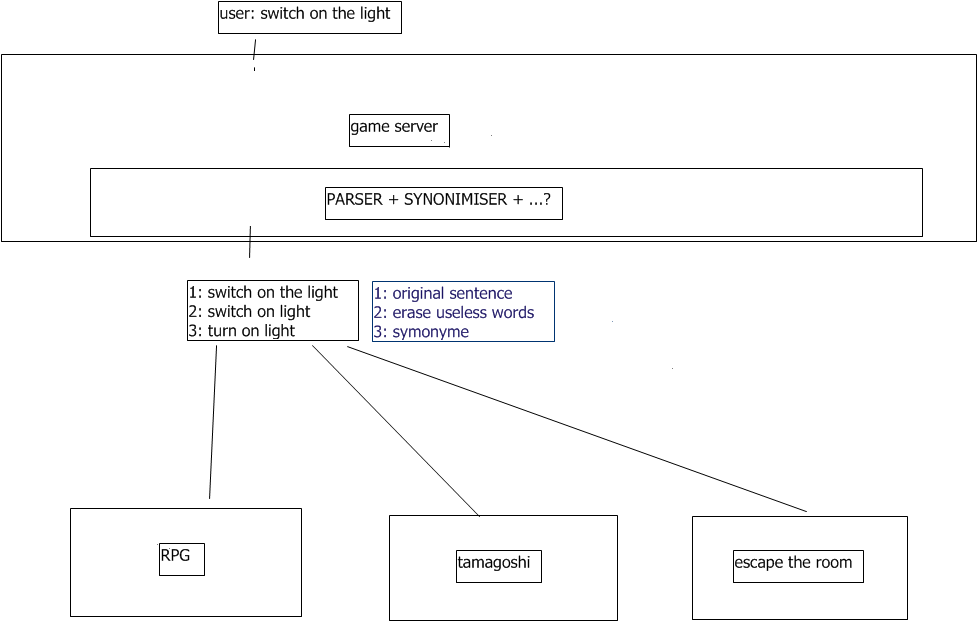 user: switch on the light
game server
PARSER + SYNONIMISER + ...?
1: switch on the light
2: switch on light
3: turn on light
1: original sentence
2: erase useless words
3: symonyme
RPG
tamagoshi
escape the room